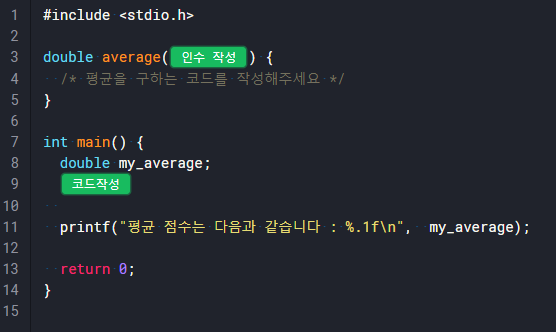 1 #include <stdio.h>
2
3 double average( 인수 작성 ) {
4 /* 평균을 구하는 코드를 작성해주세요 */
5 }
6
7 int main() {
8 double my_average;
9 코드작성
10
11 printf("평균 점수는 다음과 같습니다 : %.1f\n", my_average);
12
13 return 0;
14 }
15